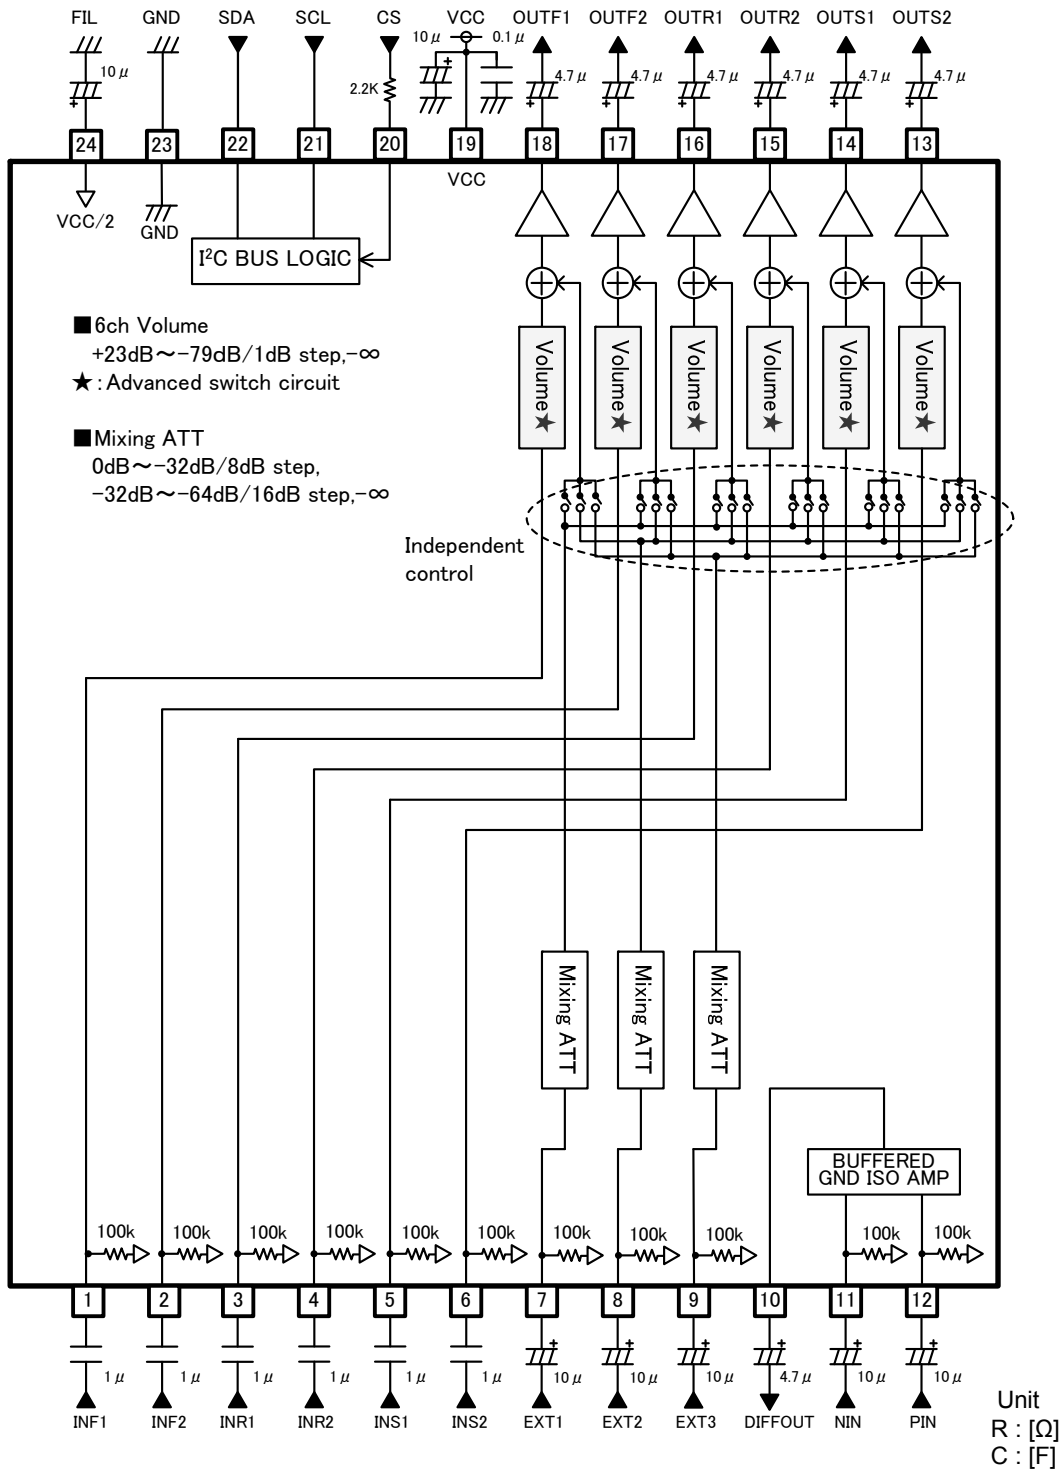 FIL GND SDA SCL CS VCC OUTF1 OUTF2 OUTR1 OUTR2 OUTS1 OUTS2
10μ 0.1μ
10μ 2.2K 4.7μ 4.7μ 4.7μ 4.7μ 4.7μ 4.7μ
24 23 22 21 20 19 18 17 16 15 14 13
VCC
VCC/2 GND
I²C BUS LOGIC
■6ch Volume
+23dB～-79dB/1dB step,-∞
★:Advanced switch circuit
■Mixing ATT
0dB～-32dB/8dB step,
-32dB～-64dB/16dB step,-∞
Volume★ Volume★ Volume★ Volume★ Volume★ Volume★
Independent
control
Mixing ATT Mixing ATT Mixing ATT
BUFFERED
GND ISO AMP
100k 100k 100k 100k 100k 100k 100k 100k 100k 100k 100k
1 2 3 4 5 6 7 8 9 10 11 12
1μ 1μ 1μ 1μ 1μ 1μ 10μ 10μ 10μ 4.7μ 10μ 10μ
INF1 INF2 INR1 INR2 INS1 INS2 EXT1 EXT2 EXT3 DIFFOUT NIN PIN
Unit
R : [Ω]
C : [F]